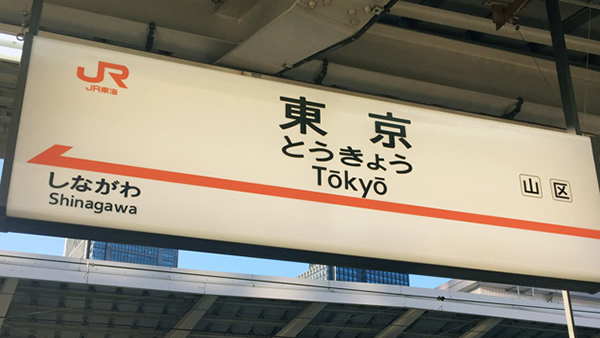 JR
JR東海
東京
とうきょう
Tōkyō
山 区
しながわ
Shinagawa